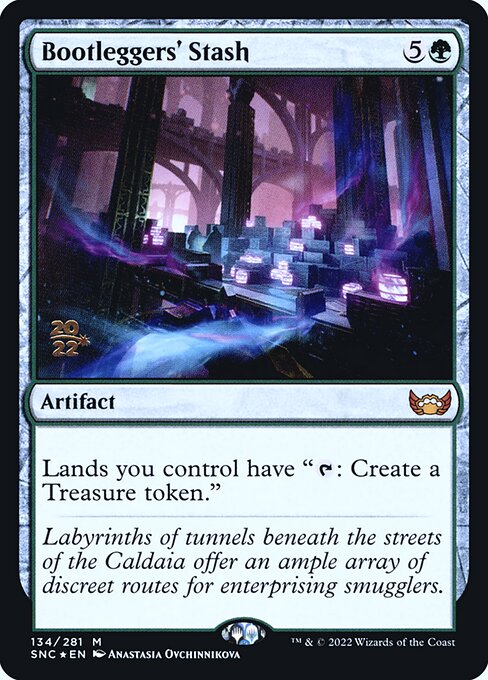 Bootleggers' Stash 5
20
22
Artifact
Lands you control have “ : Create a
Treasure token.”
Labyrinths of tunnels beneath the streets
of the Caldaia offer an ample array of
discreet routes for enterprising smugglers.
134/281 M
SNC ★ EN Anastasia Ovchinnikova
™ & © 2022 Wizards of the Coast